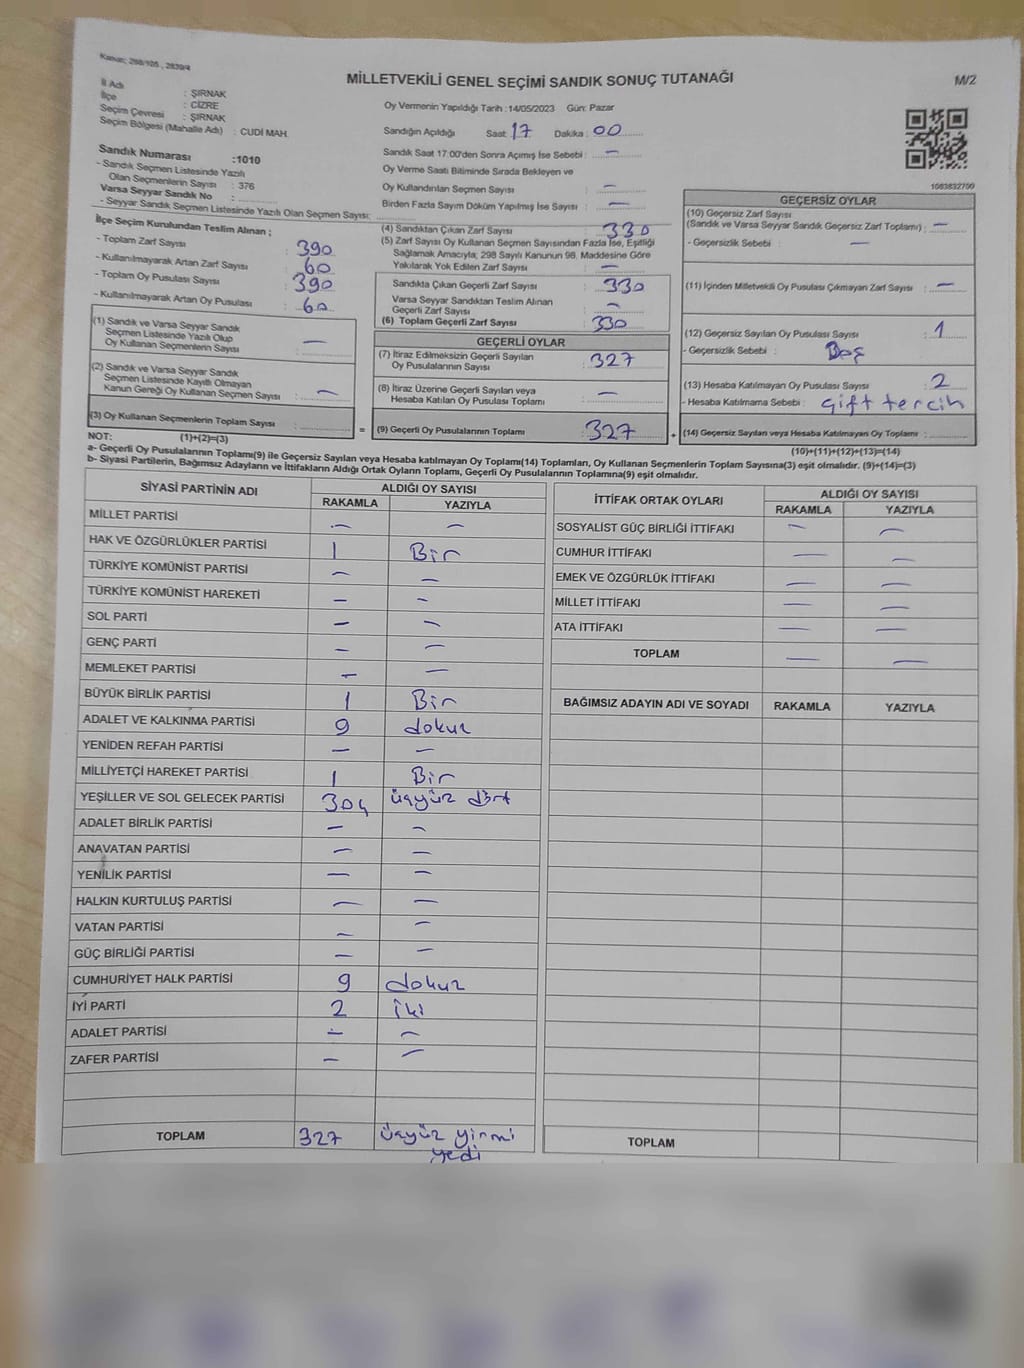 Kanun; 298/105 , 2839/4
MİLLETVEKİLİ GENEL SEÇİMİ SANDIK SONUÇ TUTANAĞI
M/2
İl Adı : ŞIRNAK
İlçe : CİZRE
Seçim Çevresi : ŞIRNAK
Seçim Bölgesi (Mahalle Adı) : CUDİ MAH.
Oy Vermenin Yapıldığı Tarih :14/05/2023 Gün: Pazar
Sandığın Açıldığı Saat : 17 Dakika : 00
Sandık Saat 17:00'den Sonra Açımış İse Sebebi : —
Oy Verme Saati Bitiminde Sırada Bekleyen ve
Oy Kullandırılan Seçmen Sayısı : —
Birden Fazla Sayım Döküm Yapılmış İse Sayısı : —
Sandık Numarası :1010
- Sandık Seçmen Listesinde Yazılı
Olan Seçmenlerin Sayısı : 376
Varsa Seyyar Sandık No :
- Seyyar Sandık Seçmen Listesinde Yazılı Olan Seçmen Sayısı:
1083832700
İlçe Seçim Kurulundan Teslim Alınan ;
- Toplam Zarf Sayısı : 390
- Kullanılmayarak Artan Zarf Sayısı : 60
- Toplam Oy Pusulası Sayısı : 390
- Kullanılmayarak Artan Oy Pusulası : 60
(1) Sandık ve Varsa Seyyar Sandık
Seçmen Listesinde Yazılı Olup
Oy Kullanan Seçmenlerin Sayısı : —
(2) Sandık ve Varsa Seyyar Sandık
Seçmen Listesinde Kayıtlı Olmayan
Kanun Gereği Oy Kullanan Seçmen Sayısı : —
(3) Oy Kullanan Seçmenlerin Toplam Sayısı :
(4) Sandıktan Çıkan Zarf Sayısı : 330
(5) Zarf Sayısı Oy Kullanan Seçmen Sayısından Fazla İse, Eşitliği
Sağlamak Amacıyla; 298 Sayılı Kanunun 98. Maddesine Göre
Yakılarak Yok Edilen Zarf Sayısı : —
Sandıkta Çıkan Geçerli Zarf Sayısı : 330
Varsa Seyyar Sandıktan Teslim Alınan
Geçerli Zarf Sayısı : —
(6) Toplam Geçerli Zarf Sayısı : 330
GEÇERLİ OYLAR
(7) İtiraz Edilmeksizin Geçerli Sayılan
Oy Pusulalarının Sayısı : 327
(8) İtiraz Üzerine Geçerli Sayılan veya
Hesaba Katılan Oy Pusulası Toplamı : —
= (9) Geçerli Oy Pusulalarının Toplamı : 327 +
GEÇERSİZ OYLAR
(10) Geçersiz Zarf Sayısı
(Sandık ve Varsa Seyyar Sandık Geçersiz Zarf Toplamı) : —
- Geçersizlik Sebebi : —
(11) İçinden Milletvekili Oy Pusulası Çıkmayan Zarf Sayısı : —
(12) Geçersiz Sayılan Oy Pusulası Sayısı : 1
- Geçersizlik Sebebi : Boş
(13) Hesaba Katılmayan Oy Pusulası Sayısı : 2
- Hesaba Katılmama Sebebi : Çift tercih
(14) Geçersiz Sayılan veya Hesaba Katılmayan Oy Toplamı :
NOT: (1)+(2)=(3)
(10)+(11)+(12)+(13)=(14)
a- Geçerli Oy Pusulalarının Toplamı(9) ile Geçersiz Sayılan veya Hesaba katılmayan Oy Toplamı(14) Toplamları, Oy Kullanan Seçmenlerin Toplam Sayısına(3) eşit olmalıdır. (9)+(14)=(3)
b- Siyasi Partilerin, Bağımsız Adayların ve İttifakların Aldığı Ortak Oyların Toplamı, Geçerli Oy Pusulalarının Toplamına(9) eşit olmalıdır.
SİYASİ PARTİNİN ADI ALDIĞI OY SAYISI
RAKAMLA YAZIYLA
MİLLET PARTİSİ — —
HAK VE ÖZGÜRLÜKLER PARTİSİ 1 Bir
TÜRKİYE KOMÜNİST PARTİSİ — —
TÜRKİYE KOMÜNİST HAREKETİ — —
SOL PARTİ — —
GENÇ PARTİ — —
MEMLEKET PARTİSİ — —
BÜYÜK BİRLİK PARTİSİ 1 Bir
ADALET VE KALKINMA PARTİSİ 9 dokuz
YENİDEN REFAH PARTİSİ — —
MİLLİYETÇİ HAREKET PARTİSİ 1 Bir
YEŞİLLER VE SOL GELECEK PARTİSİ 304 üçyüz dört
ADALET BİRLİK PARTİSİ — —
ANAVATAN PARTİSİ — —
YENİLİK PARTİSİ — —
HALKIN KURTULUŞ PARTİSİ — —
VATAN PARTİSİ — —
GÜÇ BİRLİĞİ PARTİSİ — —
CUMHURİYET HALK PARTİSİ 9 dokuz
İYİ PARTİ 2 iki
ADALET PARTİSİ — —
ZAFER PARTİSİ — —
TOPLAM 327 üçyüz yirmi
yedi
İTTİFAK ORTAK OYLARI ALDIĞI OY SAYISI
RAKAMLA YAZIYLA
SOSYALİST GÜÇ BİRLİĞİ İTTİFAKI — —
CUMHUR İTTİFAKI — —
EMEK VE ÖZGÜRLÜK İTTİFAKI — —
MİLLET İTTİFAKI — —
ATA İTTİFAKI — —
TOPLAM — —
BAĞIMSIZ ADAYIN ADI VE SOYADI RAKAMLA YAZIYLA
TOPLAM